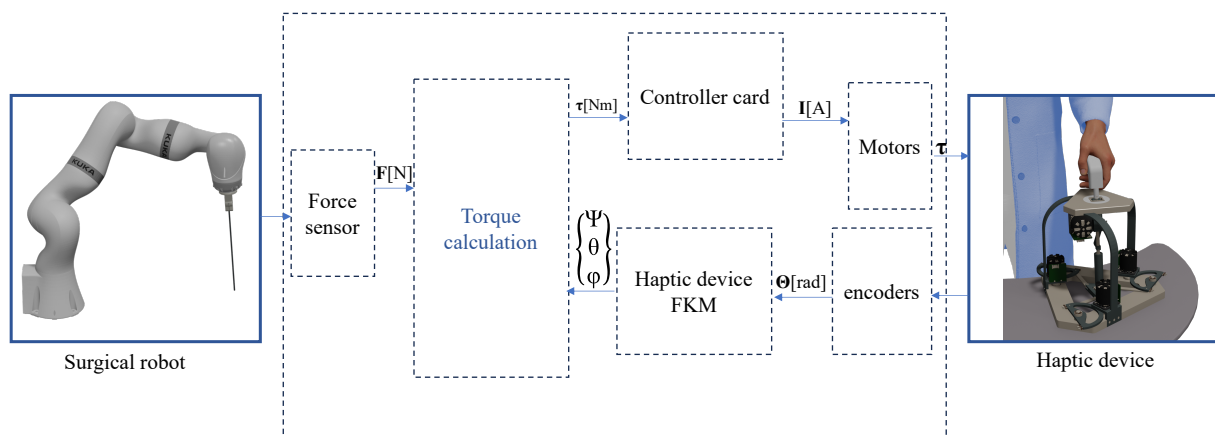 KUKA
KUKA
Surgical robot
Force
sensor
F[N]
Torque
calculation
τ[Nm]
Controller card
I[A]
Motors
τ
Ψ
θ
φ
Haptic device
FKM
Θ[rad]
encoders
Haptic device